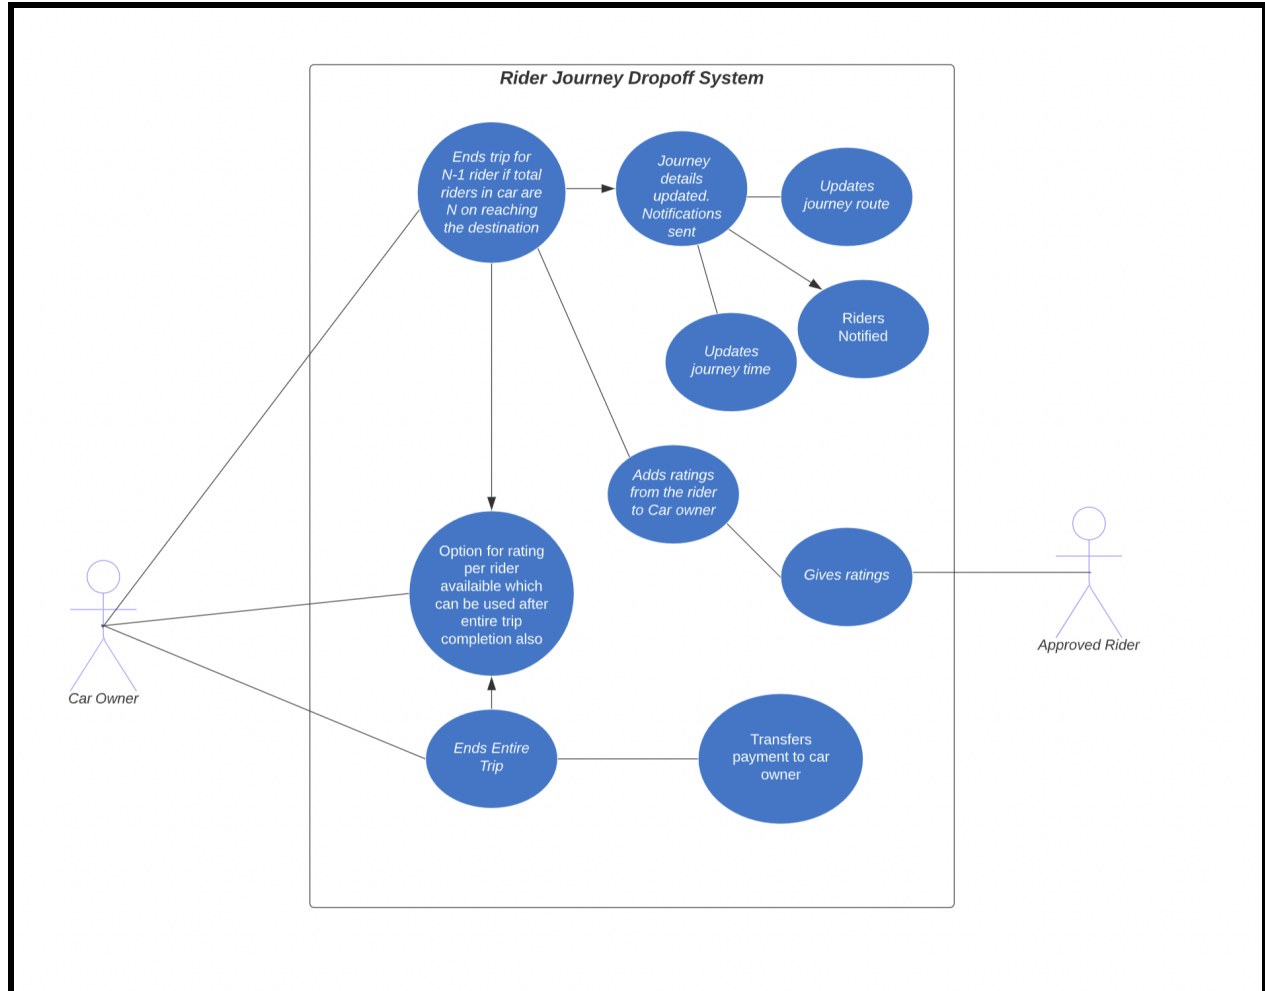 Rider Journey Dropoff System
Ends trip for
N-1 rider if total
riders in car are
N on reaching
the destination
Journey
details
updated.
Notifications
sent
Updates
journey route
Riders
Notified
Updates
journey time
Adds ratings
from the rider
to Car owner
Option for rating
per rider
availaible which
can be used after
entire trip
completion also
Gives ratings
Approved Rider
Car Owner
Ends Entire
Trip
Transfers
payment to car
owner